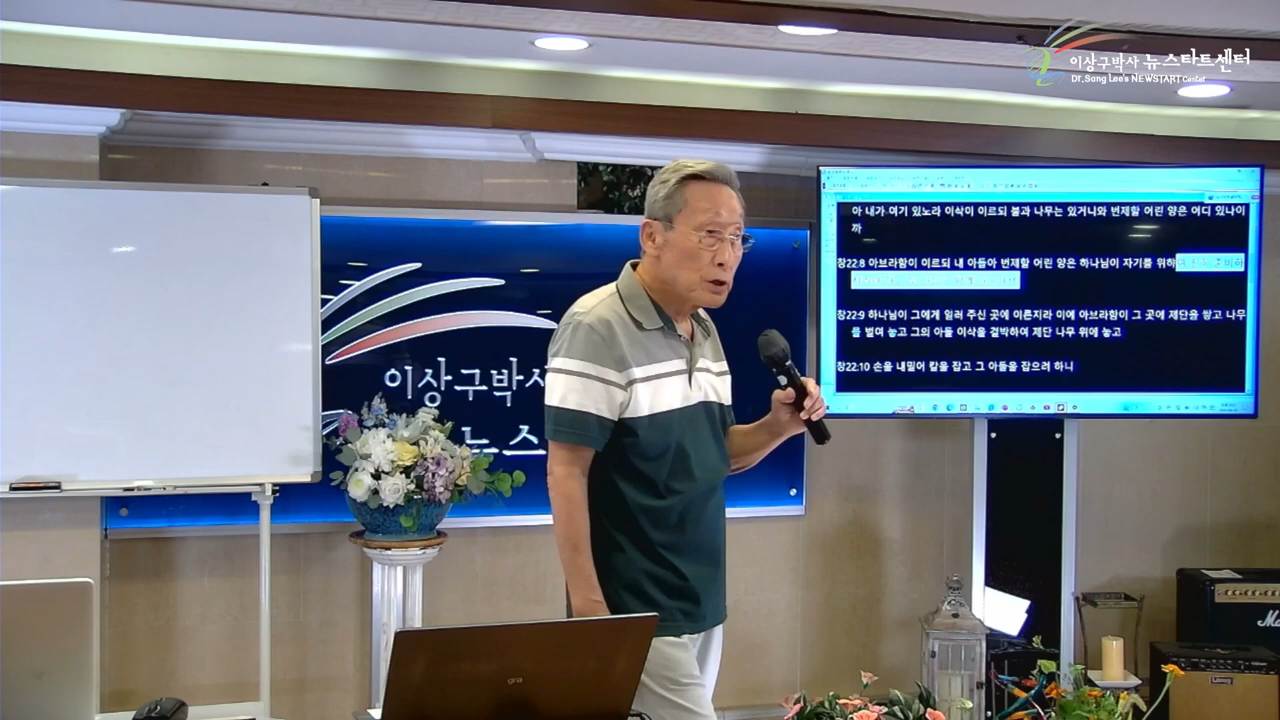 이상구박사 뉴스타트센터
Dr. Sang Lee's NEWSTART Center
아 내가 여기 있노라 이삭이 이르되 불과 나무는 있거니와 번제할 어린 양은 어디 있나이
까
창22:8 아브라함이 이르되 내 아들아 번제할 어린 양은 하나님이 자기를 위하
창22:9 하나님이 그에게 일러 주신 곳에 이른지라 이에 아브라함이 그 곳에 제단을 쌓고 나무
를 벌여 놓고 그의 아들 이삭을 결박하여 제단 나무 위에 놓고
창22:10 손을 내밀어 칼을 잡고 그 아들을 잡으려 하니
이상구박사
뉴스
gra
Laney